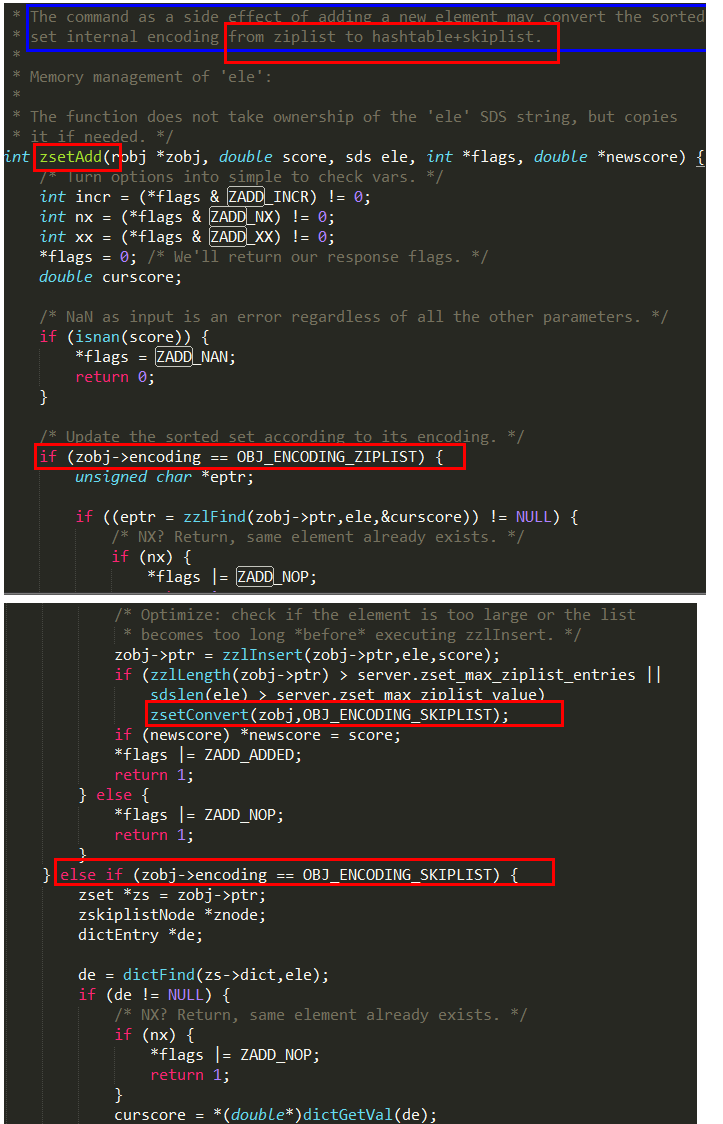 * The command as a side effect of adding a new element may convert the sorted
* set internal encoding from ziplist to hashtable+skiplist.
*
* Memory management of 'ele':
*
* The function does not take ownership of the 'ele' SDS string, but copies
* it if needed. */
int zsetAdd(robj *zobj, double score, sds ele, int *flags, double *newscore) {
/* Turn options into simple to check vars. */
int incr = (*flags & ZADD_INCR) != 0;
int nx = (*flags & ZADD_NX) != 0;
int xx = (*flags & ZADD_XX) != 0;
*flags = 0; /* We'll return our response flags. */
double curscore;
/* NaN as input is an error regardless of all the other parameters. */
if (isnan(score)) {
*flags = ZADD_NAN;
return 0;
}
/* Update the sorted set according to its encoding. */
if (zobj->encoding == OBJ_ENCODING_ZIPLIST) {
unsigned char *eptr;
if ((eptr = zzlFind(zobj->ptr,ele,&curscore)) != NULL) {
/* NX? Return, same element already exists. */
if (nx) {
*flags |= ZADD_NOP;
/* Optimize: check if the element is too large or the list
* becomes too long *before* executing zzlInsert. */
zobj->ptr = zzlInsert(zobj->ptr,ele,score);
if (zzlLength(zobj->ptr) > server.zset_max_ziplist_entries ||
sdslen(ele) > server.zset_max_ziplist_value)
zsetConvert(zobj,OBJ_ENCODING_SKIPLIST);
if (newscore) *newscore = score;
*flags |= ZADD_ADDED;
return 1;
} else {
*flags |= ZADD_NOP;
return 1;
}
} else if (zobj->encoding == OBJ_ENCODING_SKIPLIST) {
zset *zs = zobj->ptr;
zskiplistNode *znode;
dictEntry *de;
de = dictFind(zs->dict,ele);
if (de != NULL) {
/* NX? Return, same element already exists. */
if (nx) {
*flags |= ZADD_NOP;
return 1;
}
curscore = *(double*)dictGetVal(de);